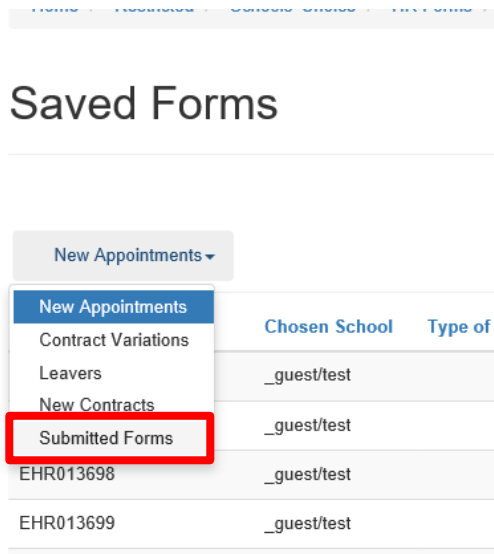 Saved Forms
New Appointments
New Appointments
Contract Variations
Leavers
New Contracts
Submitted Forms
Chosen School Type of
_guest/test
_guest/test
EHR013698 _guest/test
EHR013699 _guest/test